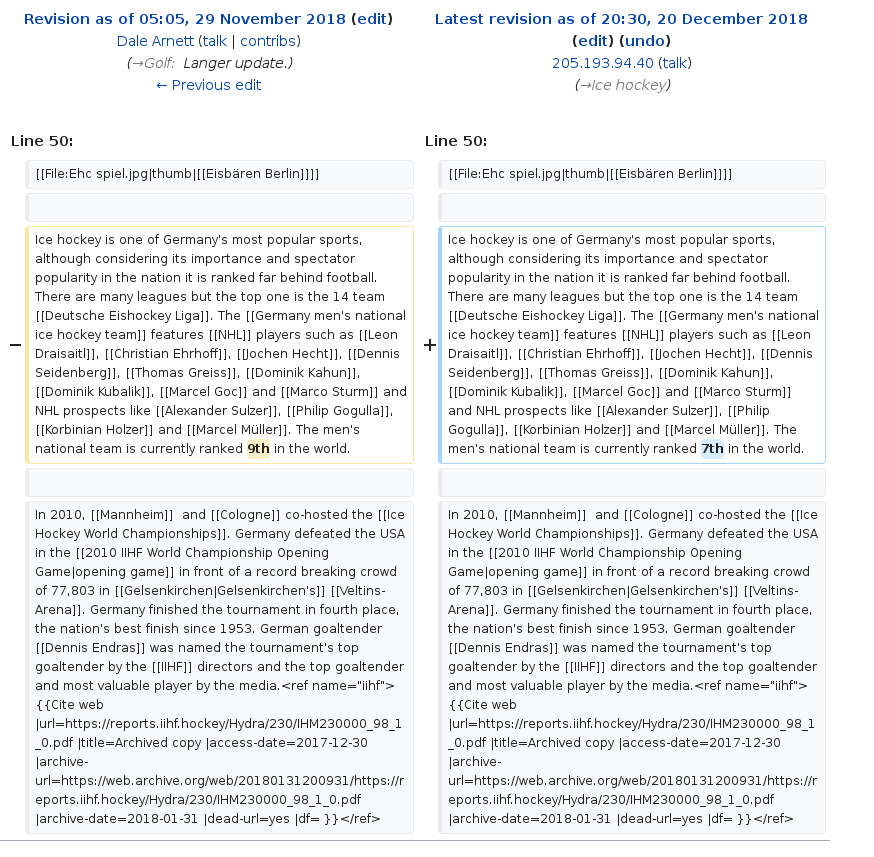 Revision as of 05:05, 29 November 2018 (edit)
Dale Arnett (talk | contribs)
(→Golf:  Langer update.)
← Previous edit
Latest revision as of 20:30, 20 December 2018
(edit) (undo)
205.193.94.40 (talk)
(→Ice hockey)
Line 50:
Line 50:
[[File:Ehc spiel.jpg|thumb|[[Eisbären Berlin]]]]
[[File:Ehc spiel.jpg|thumb|[[Eisbären Berlin]]]]
−
Ice hockey is one of Germany's most popular sports,
although considering its importance and spectator
popularity in the nation it is ranked far behind football.
There are many leagues but the top one is the 14 team
[[Deutsche Eishockey Liga]]. The [[Germany men's national
ice hockey team]] features [[NHL]] players such as [[Leon
Draisaitl]], [[Christian Ehrhoff]], [[Jochen Hecht]], [[Dennis
Seidenberg]], [[Thomas Greiss]], [[Dominik Kahun]],
[[Dominik Kubalik]], [[Marcel Goc]] and [[Marco Sturm]] and
NHL prospects like [[Alexander Sulzer]], [[Philip Gogulla]],
[[Korbinian Holzer]] and [[Marcel Müller]]. The men's
national team is currently ranked 9th in the world.
+
Ice hockey is one of Germany's most popular sports,
although considering its importance and spectator
popularity in the nation it is ranked far behind football.
There are many leagues but the top one is the 14 team
[[Deutsche Eishockey Liga]]. The [[Germany men's national
ice hockey team]] features [[NHL]] players such as [[Leon
Draisaitl]], [[Christian Ehrhoff]], [[Jochen Hecht]], [[Dennis
Seidenberg]], [[Thomas Greiss]], [[Dominik Kahun]],
[[Dominik Kubalik]], [[Marcel Goc]] and [[Marco Sturm]]
and NHL prospects like [[Alexander Sulzer]], [[Philip
Gogulla]], [[Korbinian Holzer]] and [[Marcel Müller]]. The
men's national team is currently ranked 7th in the world.
In 2010, [[Mannheim]]  and [[Cologne]] co-hosted the [[Ice
Hockey World Championships]]. Germany defeated the USA
in the [[2010 IIHF World Championship Opening
Game|opening game]] in front of a record breaking crowd
of 77,803 in [[Gelsenkirchen|Gelsenkirchen's]] [[Veltins-
Arena]]. Germany finished the tournament in fourth place,
the nation's best finish since 1953. German goaltender
[[Dennis Endras]] was named the tournament's top
goaltender by the [[IIHF]] directors and the top goaltender
and most valuable player by the media.<ref name="iihf">
{{Cite web
|url=https://reports.iihf.hockey/Hydra/230/IHM230000_98_1
_0.pdf |title=Archived copy |access-date=2017-12-30
|archive-
url=https://web.archive.org/web/20180131200931/https://r
eports.iihf.hockey/Hydra/230/IHM230000_98_1_0.pdf
|archive-date=2018-01-31 |dead-url=yes |df= }}</ref>
In 2010, [[Mannheim]]  and [[Cologne]] co-hosted the [[Ice
Hockey World Championships]]. Germany defeated the USA
in the [[2010 IIHF World Championship Opening
Game|opening game]] in front of a record breaking crowd
of 77,803 in [[Gelsenkirchen|Gelsenkirchen's]] [[Veltins-
Arena]]. Germany finished the tournament in fourth place,
the nation's best finish since 1953. German goaltender
[[Dennis Endras]] was named the tournament's top
goaltender by the [[IIHF]] directors and the top goaltender
and most valuable player by the media.<ref name="iihf">
{{Cite web
|url=https://reports.iihf.hockey/Hydra/230/IHM230000_98_1
_0.pdf |title=Archived copy |access-date=2017-12-30
|archive-
url=https://web.archive.org/web/20180131200931/https://r
eports.iihf.hockey/Hydra/230/IHM230000_98_1_0.pdf
|archive-date=2018-01-31 |dead-url=yes |df= }}</ref>